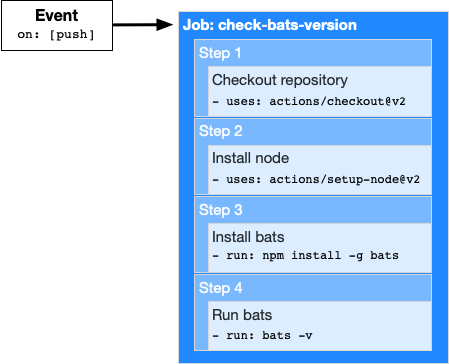 Event
on: [push]
Job: check-bats-version
Step 1
Checkout repository
- uses: actions/checkout@v2
Step 2
Install node
- uses: actions/setup-node@v2
Step 3
Install bats
- run: npm install -g bats
Step 4
Run bats
- run: bats -v